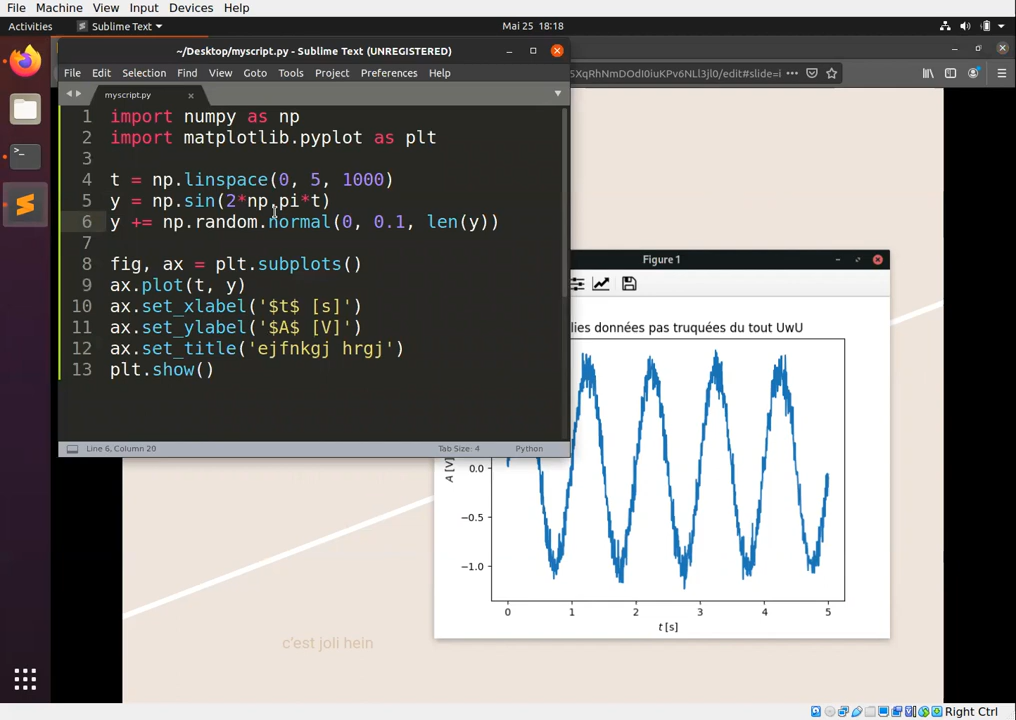 File Machine View Input Devices Help
Activities Sublime Text Mai 25 18:18
~/Desktop/myscript.py - Sublime Text (UNREGISTERED)
File Edit Selection Find View Goto Tools Project Preferences Help
myscript.py
1 import numpy as np
2 import matplotlib.pyplot as plt
3
4 t = np.linspace(0, 5, 1000)
5 y = np.sin(2*np.pi*t)
6 y += np.random.normal(0, 0.1, len(y))
7
8 fig, ax = plt.subplots()
9 ax.plot(t, y)
10 ax.set_xlabel('$t$ [s]')
11 ax.set_ylabel('$A$ [V]')
12 ax.set_title('ejfnkgj hrgj')
13 plt.show()
Line 6, Column 20 Tab Size: 4 Python
5XqRhNmDOdI0iuKPv6NLl3jl0/edit#slide=i
Figure 1
lies données pas truquées du tout UwU
A [V]
0.0
−0.5
−1.0
0 1 2 3 4 5
t [s]
c'est joli hein
Right Ctrl